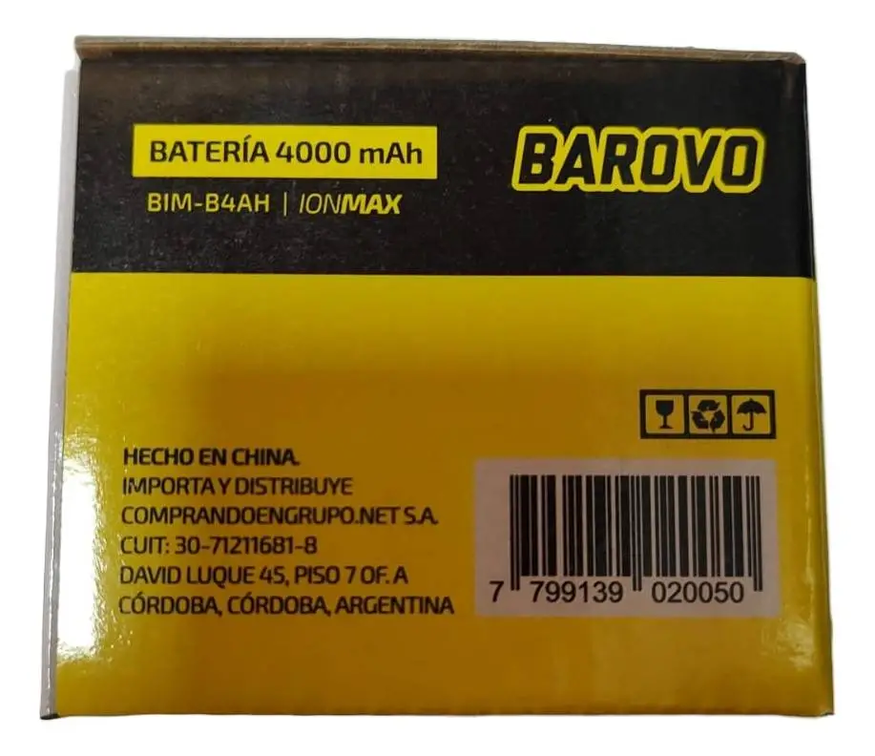 BATERÍA 4000 mAh
BAROVO
BIM-B4AH | IONMAX
HECHO EN CHINA.
IMPORTA Y DISTRIBUYE
COMPRANDOENGRUPO.NET S.A.
CUIT: 30-71211681-8
DAVID LUQUE 45, PISO 7 OF. A
CÓRDOBA, CÓRDOBA, ARGENTINA
7 799139 020050